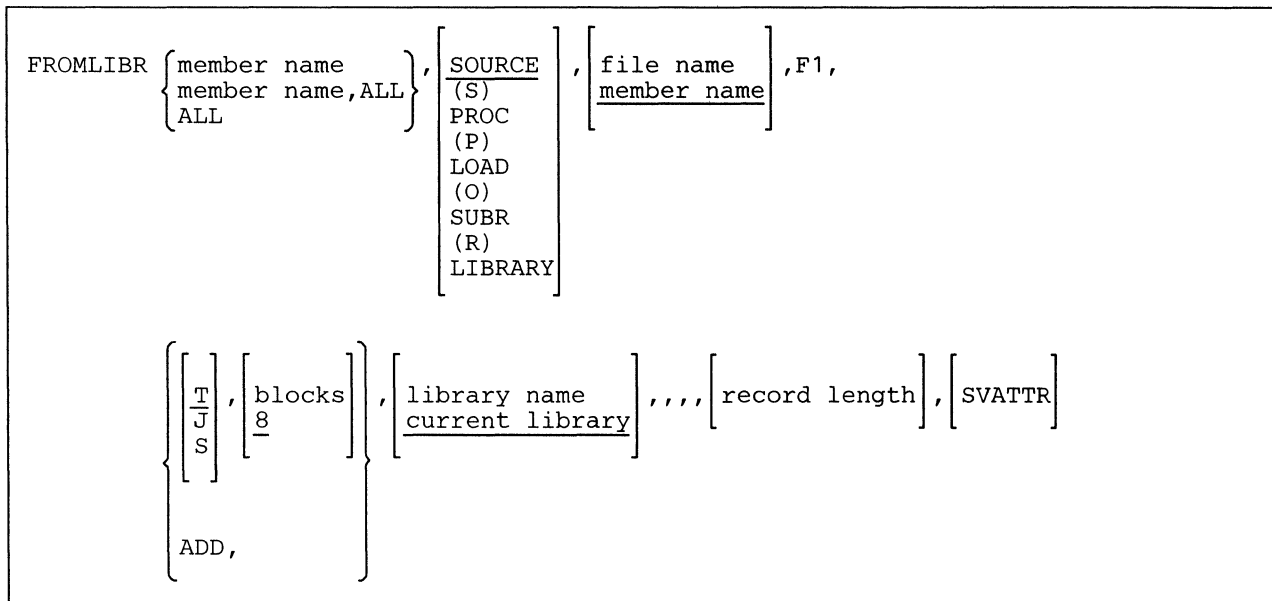 FROMLIBR {member name / member name,ALL / ALL} , [SOURCE / (S) / PROC / (P) / LOAD / (O) / SUBR / (R) / LIBRARY] , [file name / member name] ,F1,
{[T / J / S] , [blocks / 8] / ADD,} , [library name / current library] ,,,, [record length] , [SVATTR]